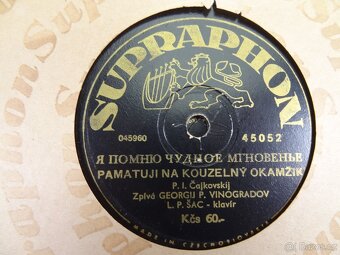 SUPRAPHON
045960 45052
Я ПОМНЮ ЧУДНОЕ МГНОВЕНЬЕ
PAMATUJI NA KOUZELNÝ OKAMŽIK
P. I. Čajkovskij
Zpívá GEORGIJ P. VINOGRADOV
L. P. ŠAC - klavír
Kčs 60.-
MADE IN CZECHOSLOVAKIA